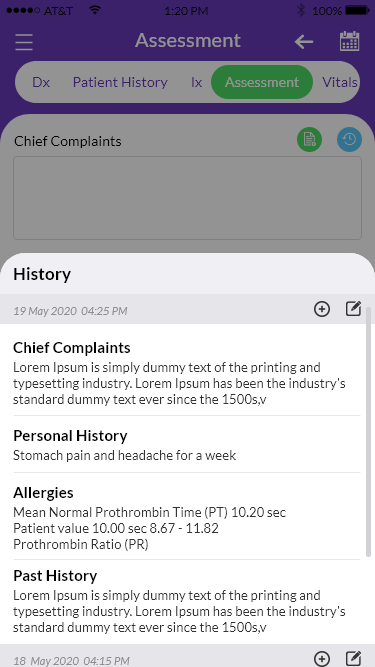 AT&T 1:20 PM 100%
Assessment
Dx Patient History Ix Assessment Vitals
Chief Complaints
History
19 May 2020 04:25 PM
Chief Complaints
Lorem Ipsum is simply dummy text of the printing and
typesetting industry. Lorem Ipsum has been the industry's
standard dummy text ever since the 1500s,v
Personal History
Stomach pain and headache for a week
Allergies
Mean Normal Prothrombin Time (PT) 10.20 sec
Patient value 10.00 sec 8.67 - 11.82
Prothrombin Ratio (PR)
Past History
Lorem Ipsum is simply dummy text of the printing and
typesetting industry. Lorem Ipsum has been the industry's
standard dummy text ever since the 1500s,v
18 May 2020 04:15 PM